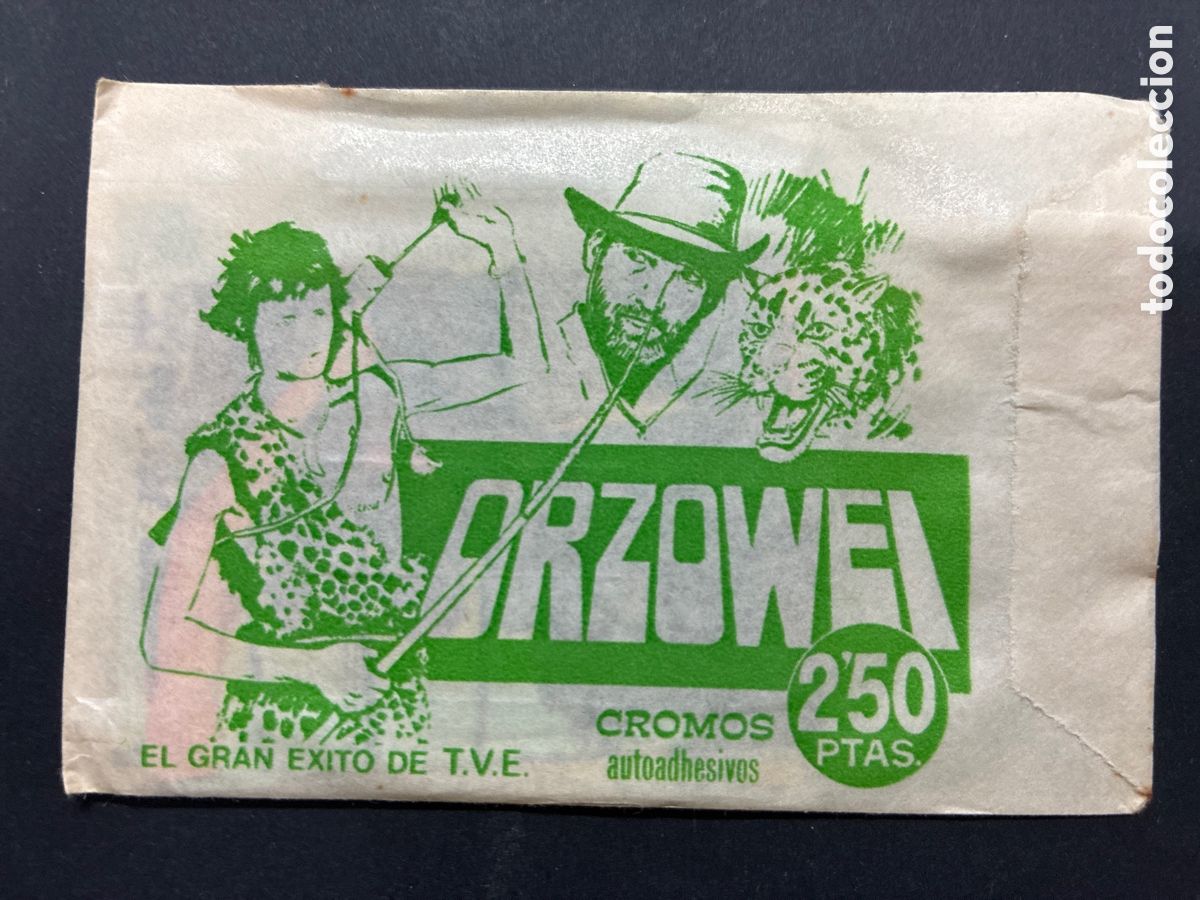 ORZOWEI
2'50
PTAS.
CROMOS
autoadhesivos
EL GRAN EXITO DE T.V.E.
todocoleccion